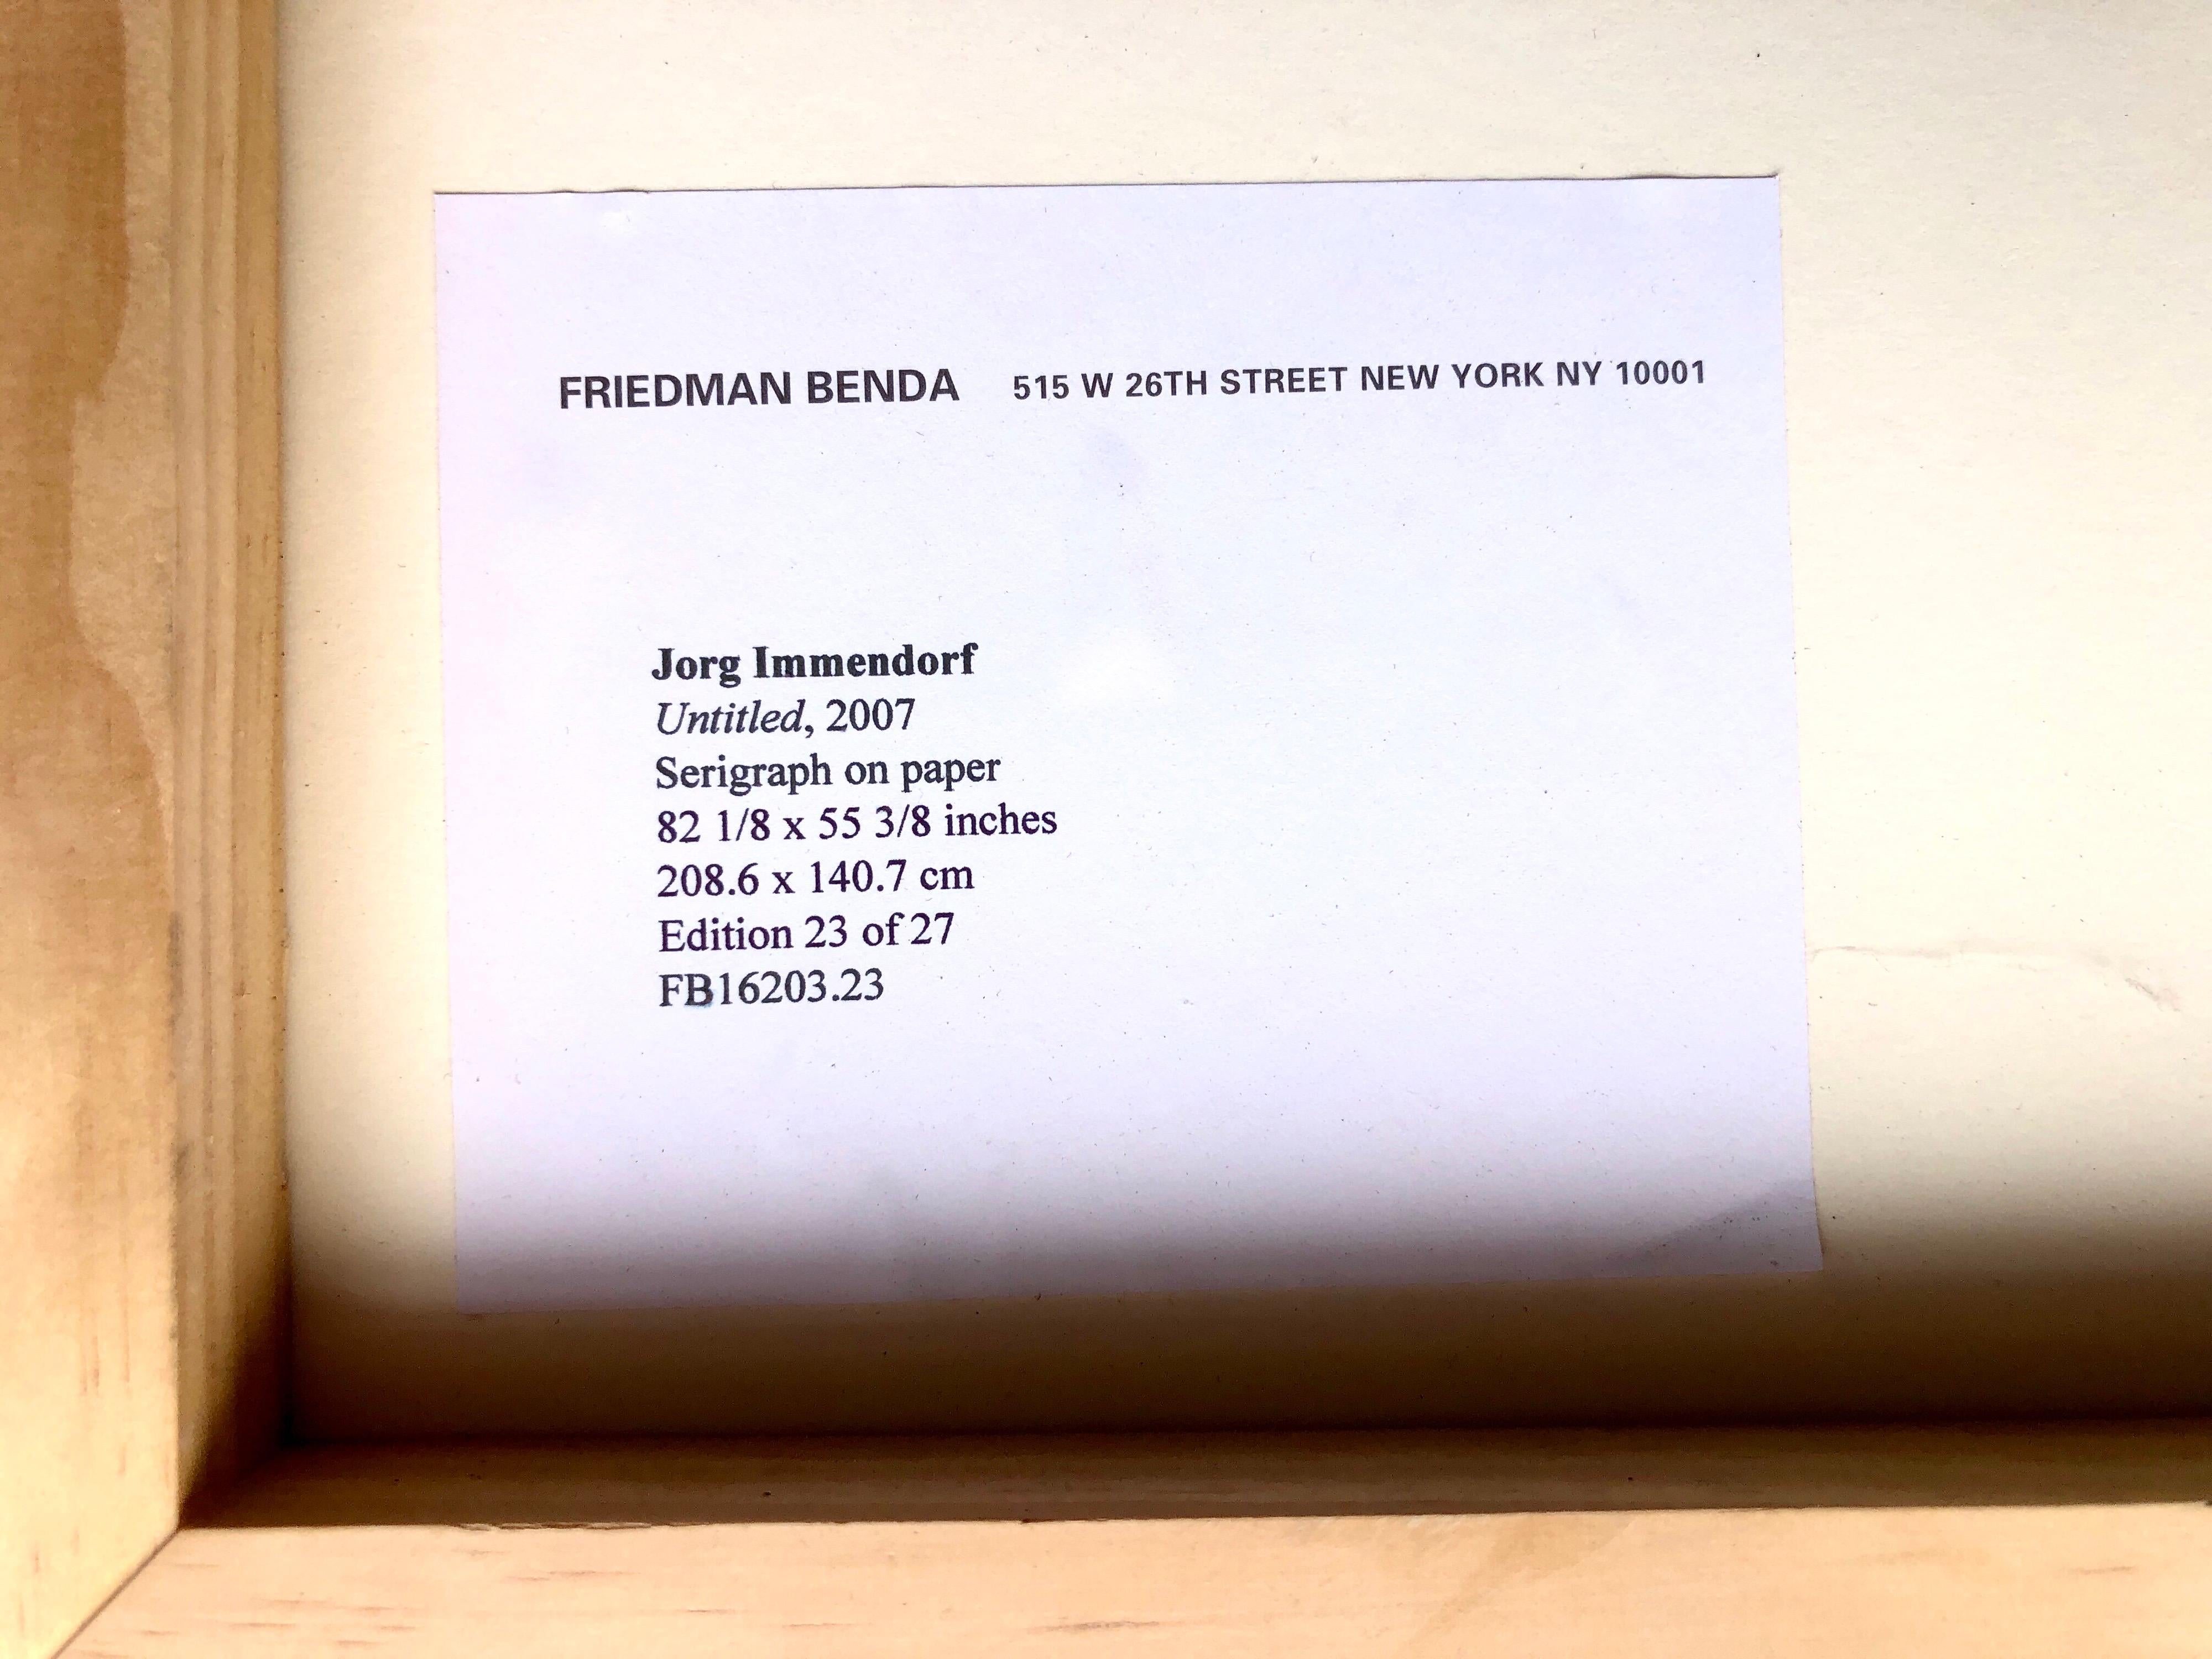 FRIEDMAN BENDA 515 W 26TH STREET NEW YORK NY 10001
Jorg Immendorf
Untitled, 2007
Serigraph on paper
82 1/8 x 55 3/8 inches
208.6 x 140.7 cm
Edition 23 of 27
FB16203.23